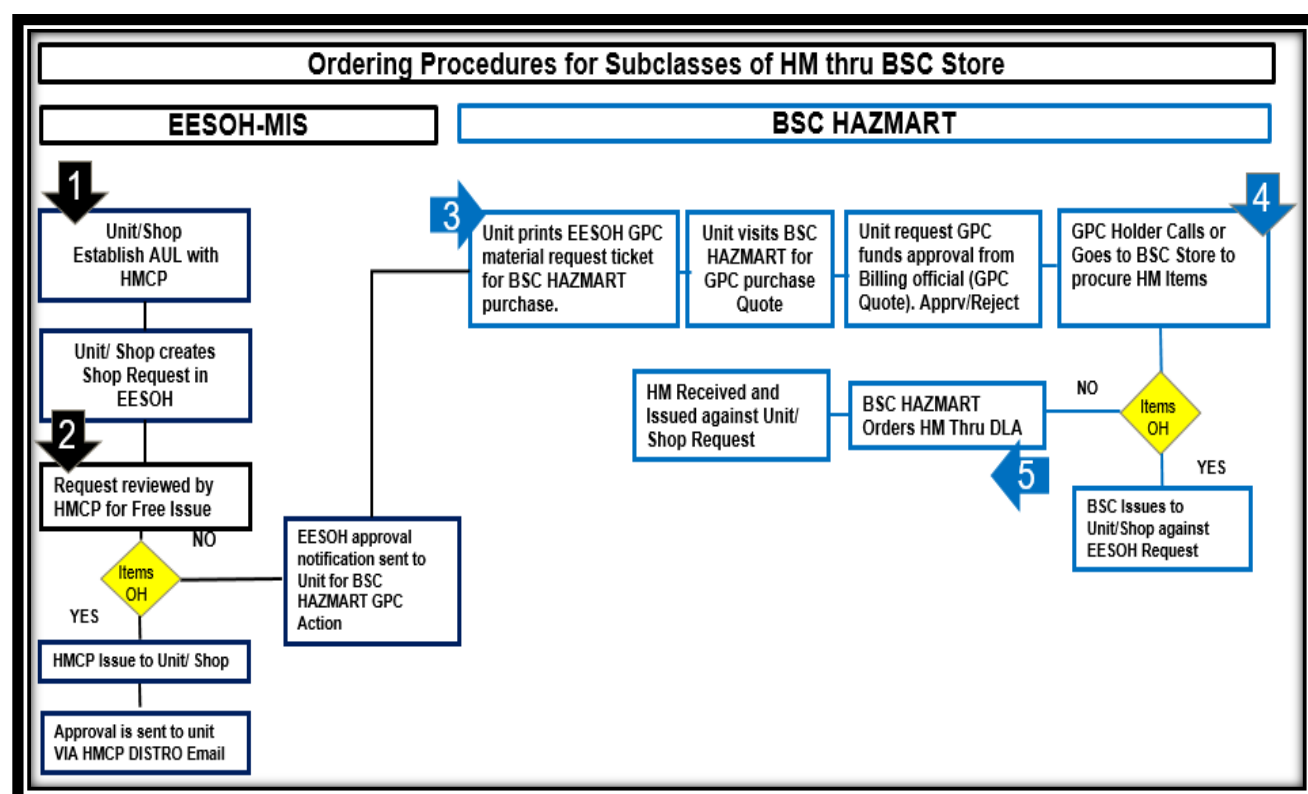 Ordering Procedures for Subclasses of HM thru BSC Store
EESOH-MIS
BSC HAZMART
1
Unit/Shop
Establish AUL with
HMCP
Unit/ Shop creates
Shop Request in
EESOH
2
Request reviewed by
HMCP for Free Issue
NO
Items
OH
YES
HMCP Issue to Unit/ Shop
Approval is sent to unit
VIA HMCP DISTRO Email
EESOH approval
notification sent to
Unit for BSC
HAZMART GPC
Action
3
Unit prints EESOH GPC
material request ticket
for BSC HAZMART
purchase.
Unit visits BSC
HAZMART for
GPC purchase
Quote
Unit request GPC
funds approval from
Billing official (GPC
Quote). Apprv/Reject
4
GPC Holder Calls or
Goes to BSC Store to
procure HM Items
Items
OH
NO
BSC HAZMART
Orders HM Thru DLA
5
HM Received and
Issued against Unit/
Shop Request
YES
BSC Issues to
Unit/Shop against
EESOH Request